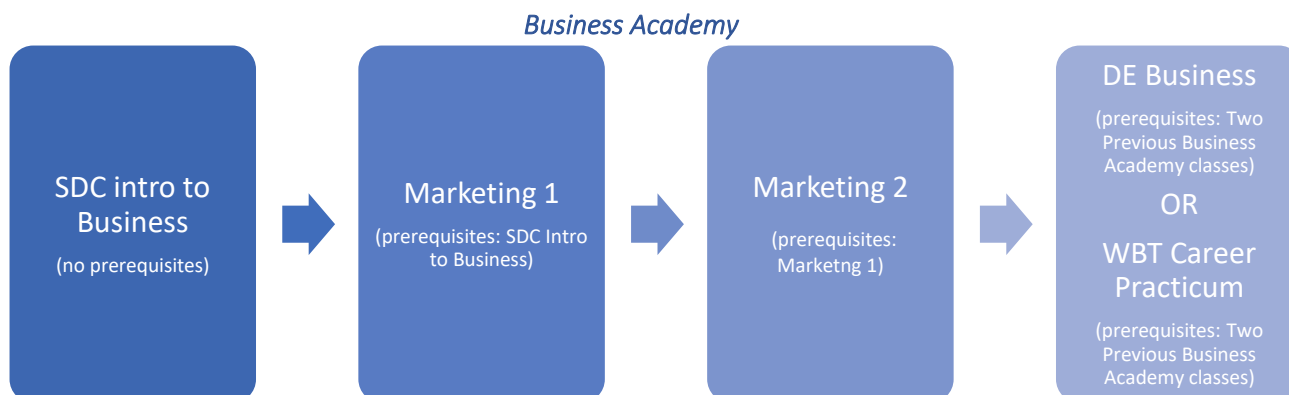 Business Academy
SDC intro to
Business
(no prerequisites)
Marketing 1
(prerequisites: SDC Intro
to Business)
Marketing 2
(prerequisites:
Marketng 1)
DE Business
(prerequisites: Two
Previous Business
Academy classes)
OR
WBT Career
Practicum
(prerequisites: Two
Previous Business
Academy classes)